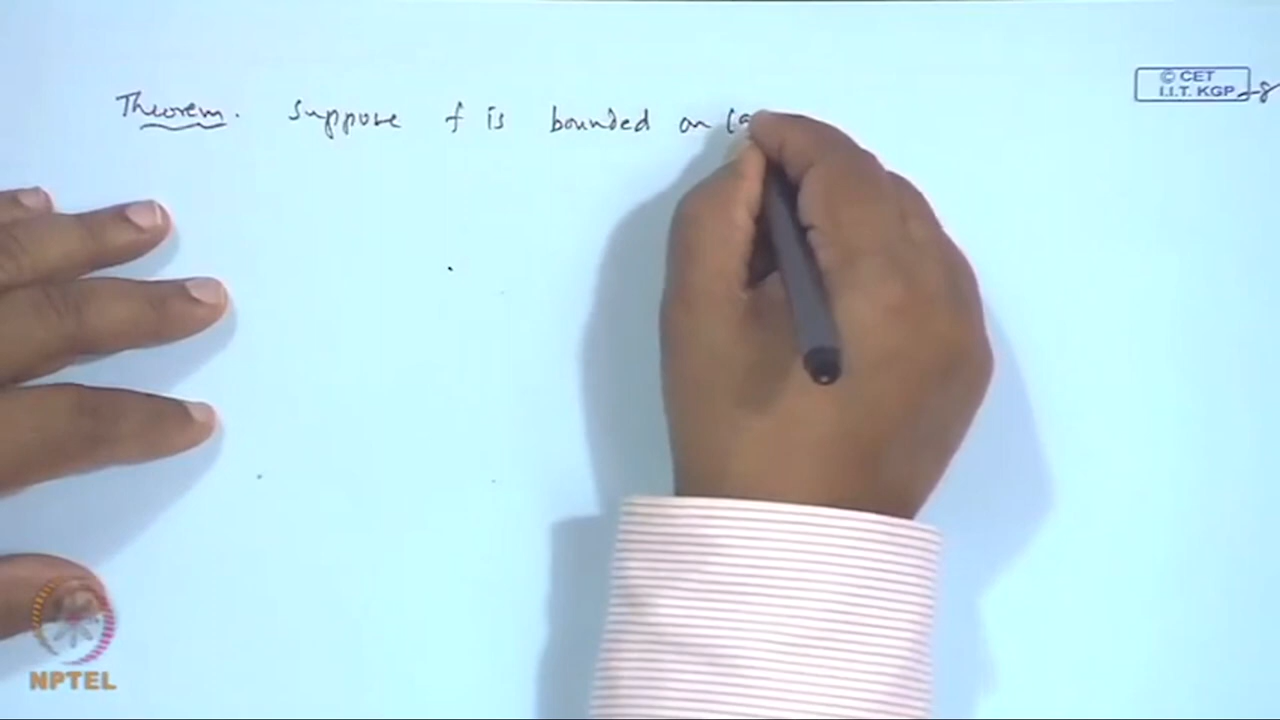 Theorem. Suppose f is bounded on [a
© CET
I.I.T. KGP
NPTEL